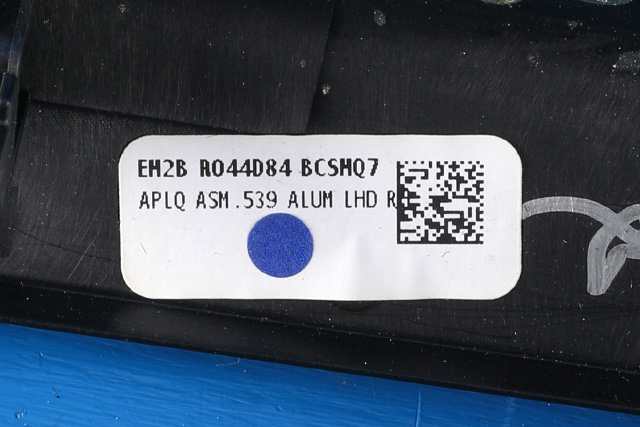 EH2B R044D84 BCSMQ7
APLQ ASM.539 ALUM LHD